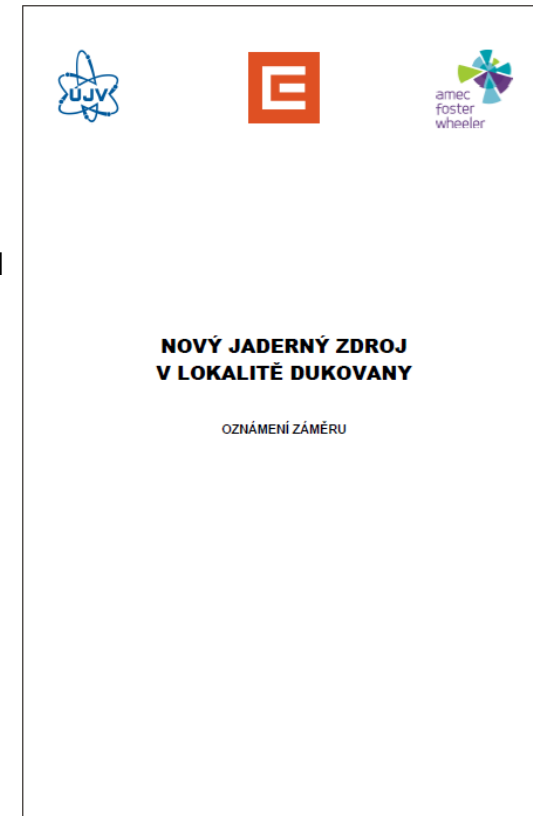 ÚJV
amec
foster
wheeler
NOVÝ JADERNÝ ZDROJ
V LOKALITĚ DUKOVANY
OZNÁMENÍ ZÁMĚRU